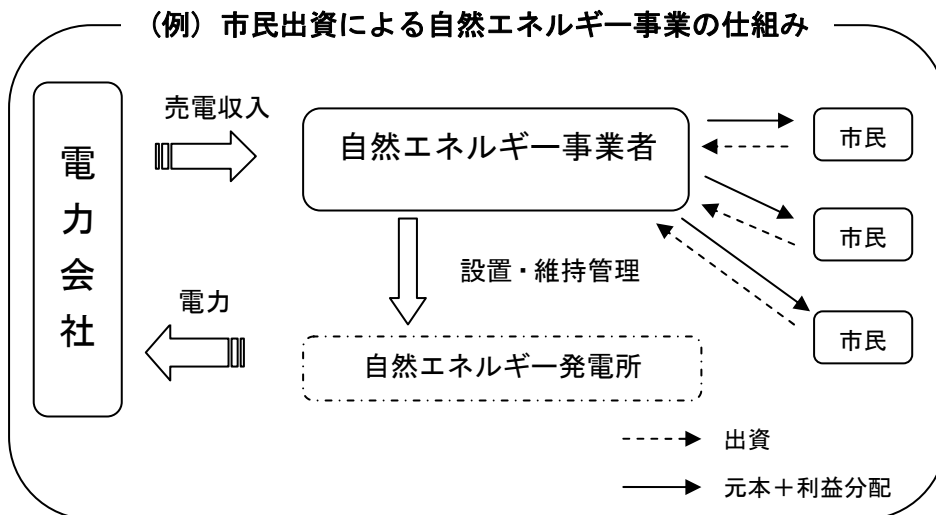 (例) 市民出資による自然エネルギー事業の仕組み
電力会社
売電収入
自然エネルギー事業者
市民
市民
市民
設置・維持管理
電力
自然エネルギー発電所
出資
元本+利益分配